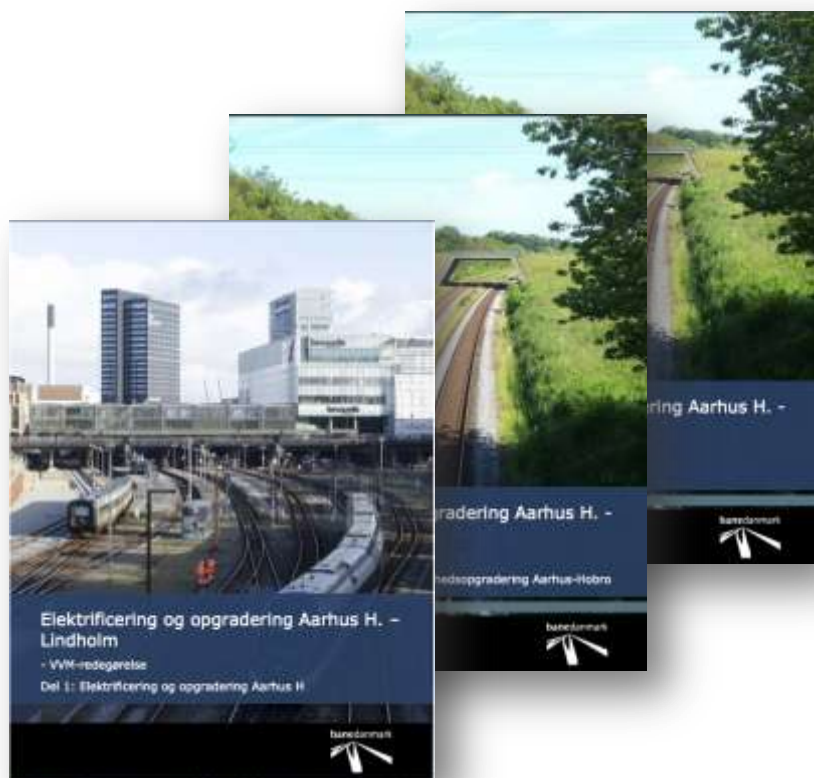 Elektrificering og opgradering Aarhus H. –
Lindholm
- VVM-redegørelse
Del 1: Elektrificering og opgradering Aarhus H
banedanmark
gradering Aarhus H. -
hedsopgradering Aarhus-Hobro
banedanmark
ring Aarhus H. -
banedanmark